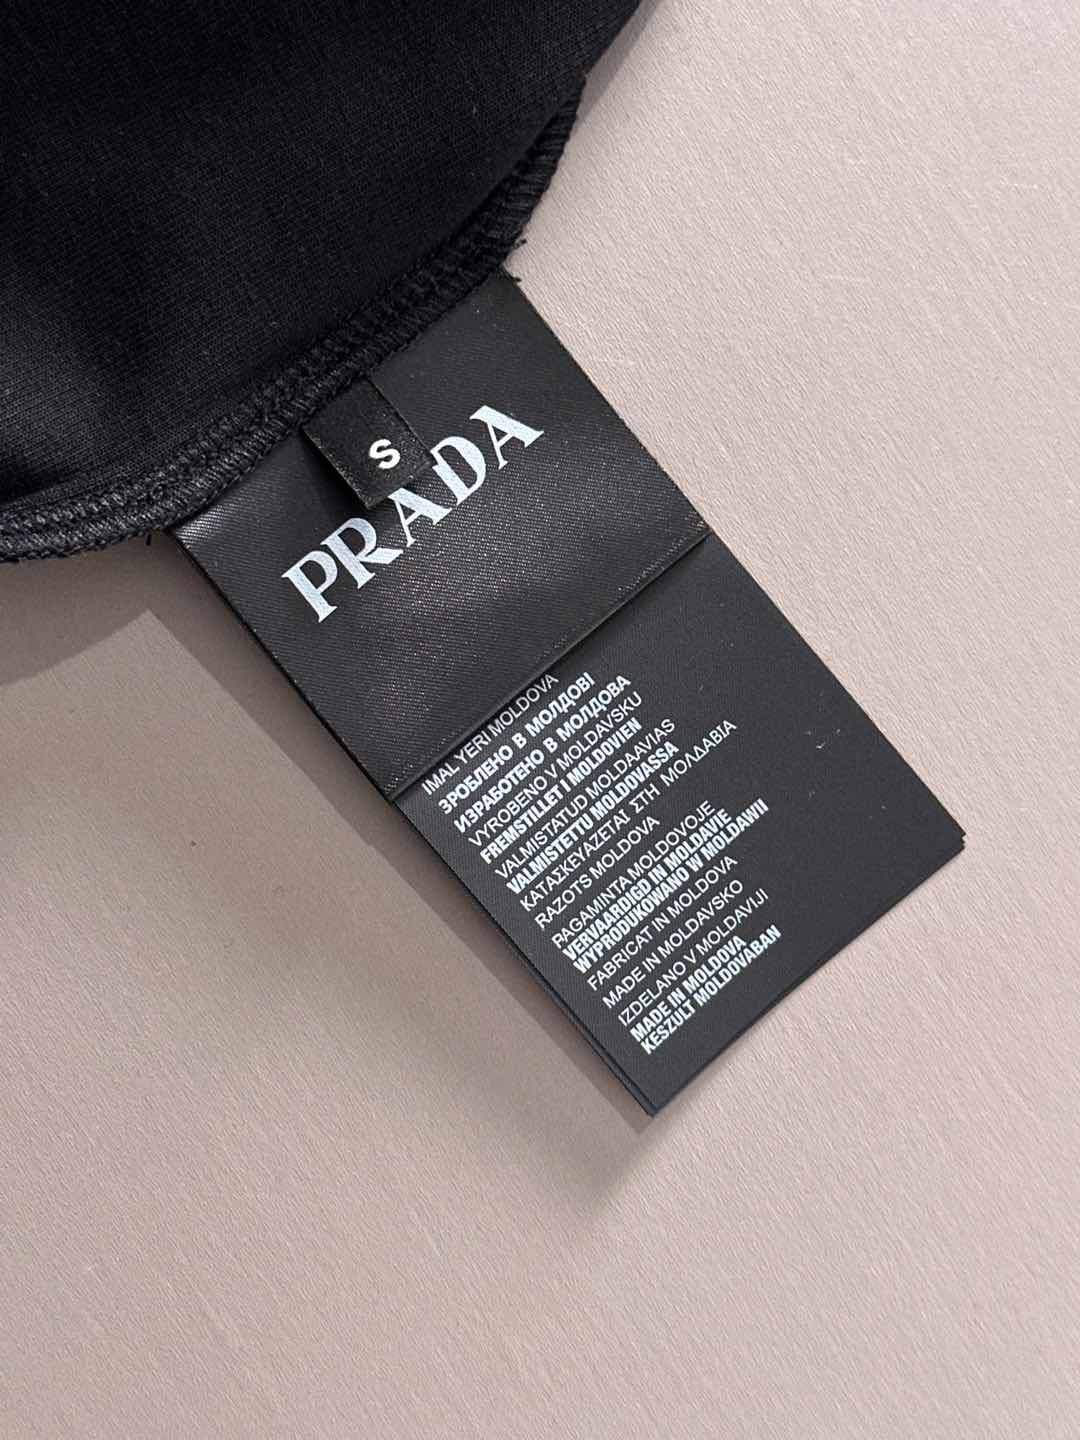 S
PRADA
IMAL YERI MOLDOVA
ЗРОБЛЕНО В МОЛДОВІ
ИЗРАБОТЕНО В МОЛДОВА
VYROBENO V MOLDAVSKU
FREMSTILLET I MOLDOVIEN
VALMISTATUD MOLDAAVIAS
VALMISTETTU MOLDOVASSA
ΚΑΤΑΣΚΕΥΑΖΕΤΑΙ ΣΤΗ ΜΟΛΔΑΒΙΑ
RAZOTS MOLDOVA
PAGAMINTA MOLDOVOJE
VERVAARDIGD IN MOLDAVIE
WYPRODUKOWANO W MOLDAWII
FABRICAT IN MOLDOVA
MADE IN MOLDAVSKO
IZDELANO V MOLDAVIJI
MADE IN MOLDOVA
KESZULT MOLDOVÁBAN